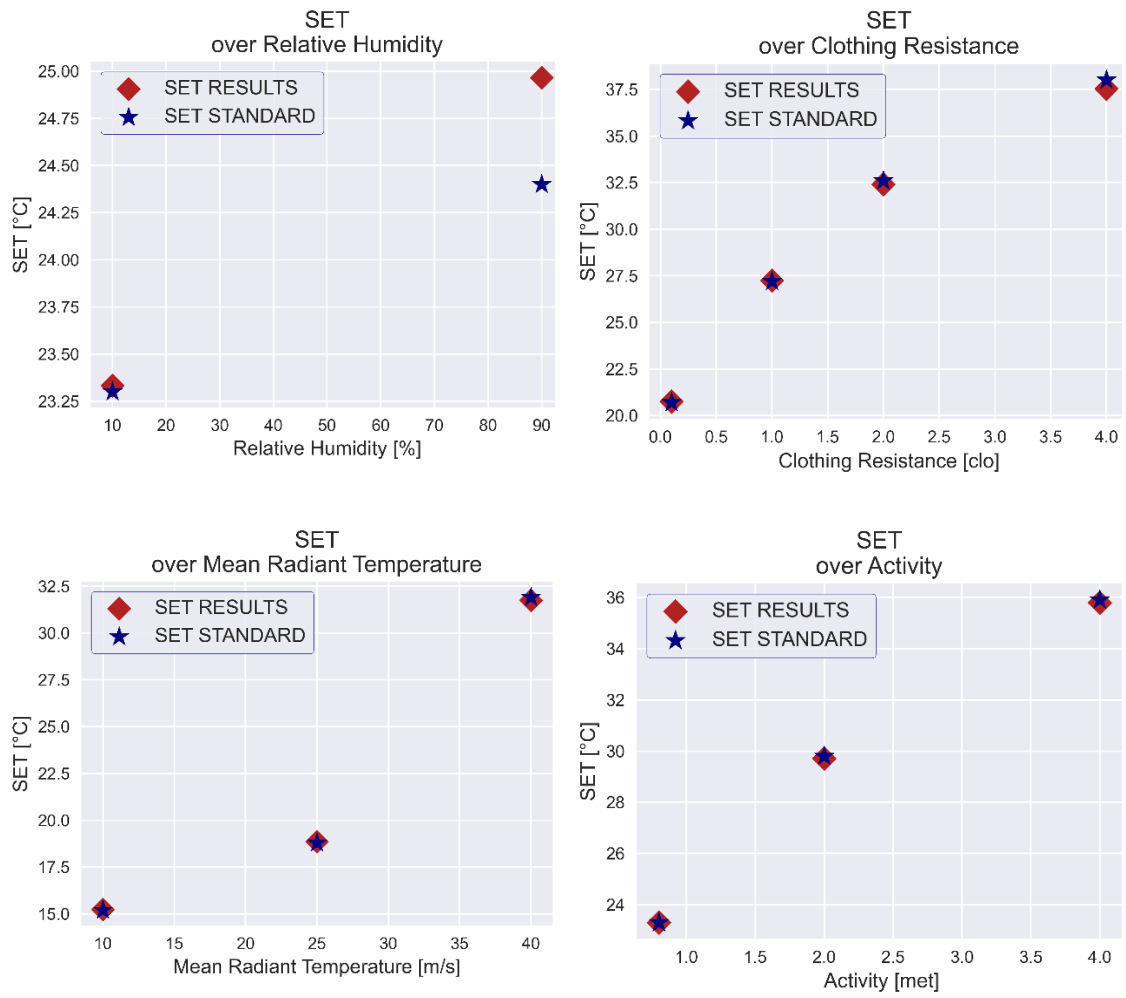 SET
over Relative Humidity
SET RESULTS
SET STANDARD
25.00
24.75
24.50
24.25
24.00
23.75
23.50
23.25
SET [°C]
10 20 30 40 50 60 70 80 90
Relative Humidity [%]
SET
over Clothing Resistance
SET RESULTS
SET STANDARD
37.5
35.0
32.5
30.0
27.5
25.0
22.5
20.0
SET [°C]
0.0 0.5 1.0 1.5 2.0 2.5 3.0 3.5 4.0
Clothing Resistance [clo]
SET
over Mean Radiant Temperature
SET RESULTS
SET STANDARD
32.5
30.0
27.5
25.0
22.5
20.0
17.5
15.0
SET [°C]
10 15 20 25 30 35 40
Mean Radiant Temperature [m/s]
SET
over Activity
SET RESULTS
SET STANDARD
36
34
32
30
28
26
24
SET [°C]
1.0 1.5 2.0 2.5 3.0 3.5 4.0
Activity [met]